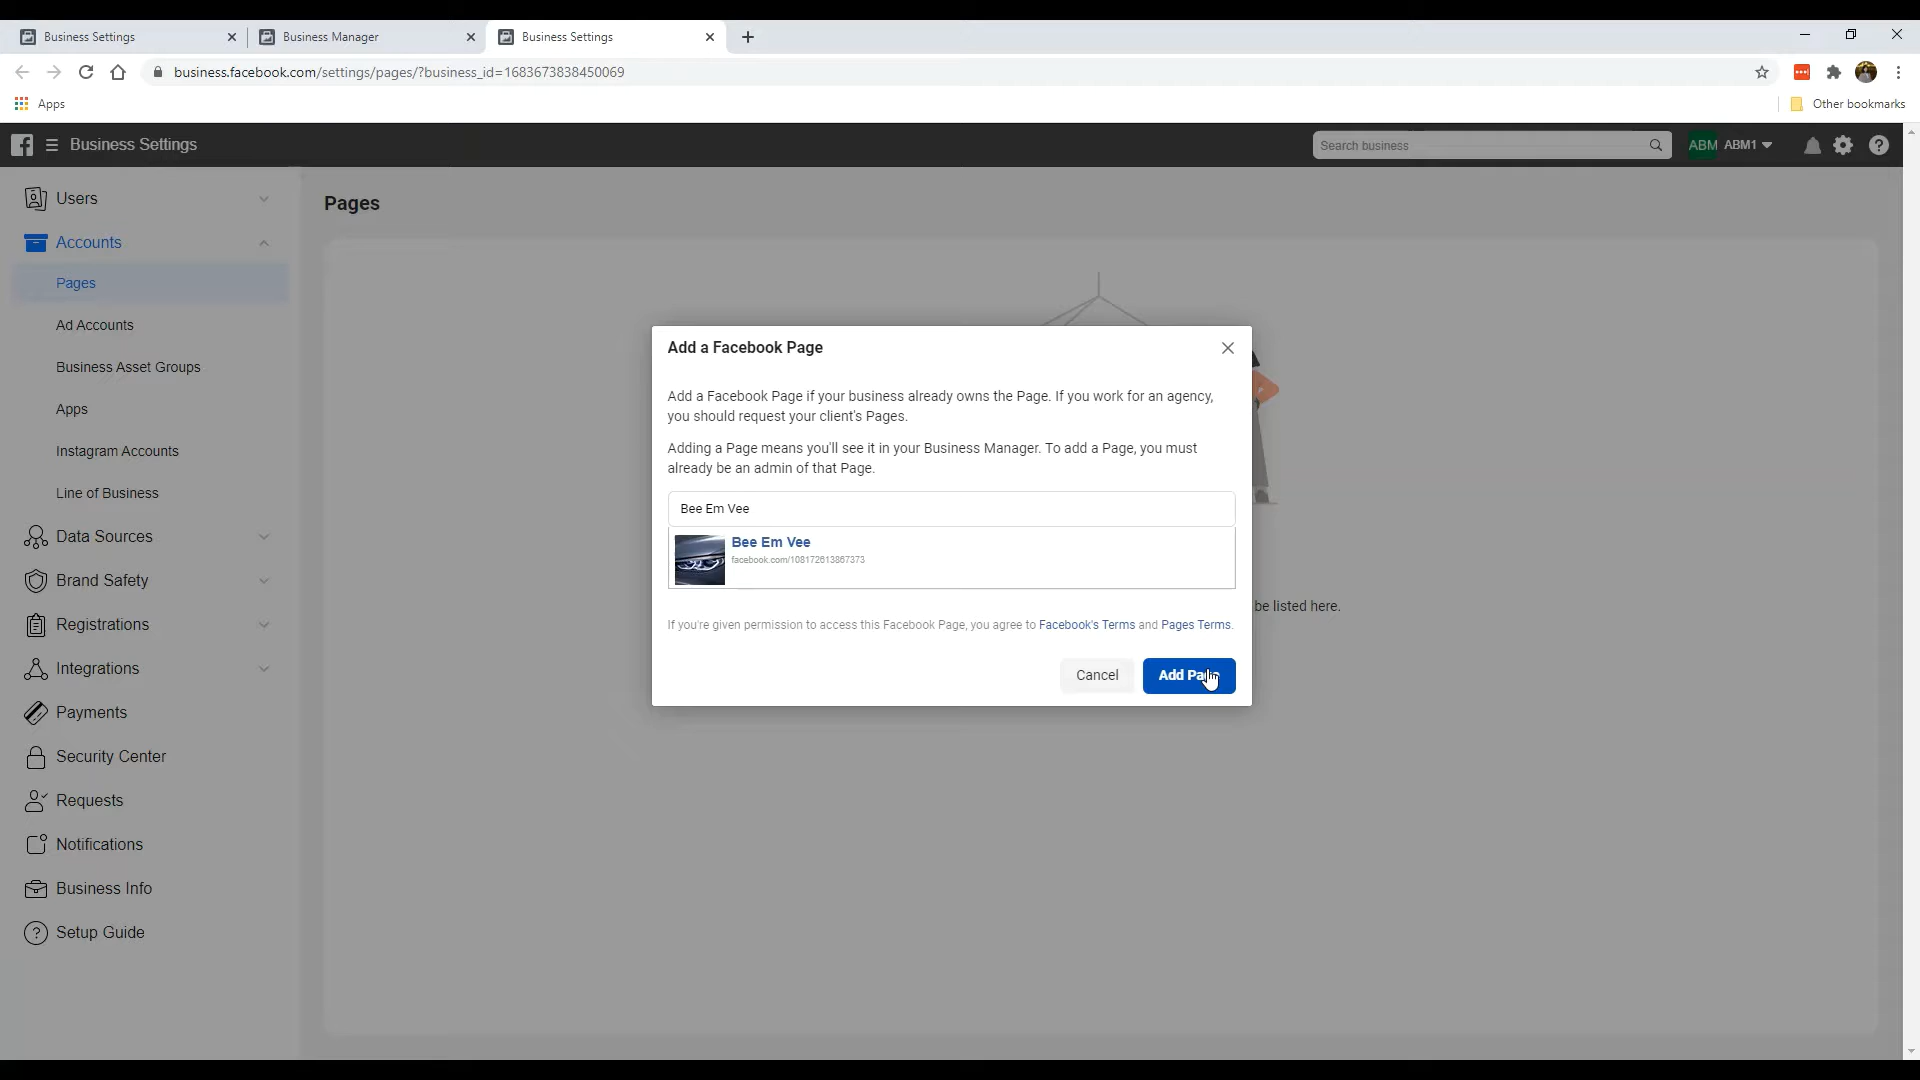 Business Settings
Business Manager
Business Settings
business.facebook.com/settings/pages/?business_id=1683673838450069
Apps
Other bookmarks
Business Settings
Search business
ABM
ABM1
Users
Accounts
Pages
Ad Accounts
Business Asset Groups
Apps
Instagram Accounts
Line of Business
Data Sources
Brand Safety
Registrations
Integrations
Payments
Security Center
Requests
Notifications
Business Info
Setup Guide
Pages
be listed here.
Add a Facebook Page
Add a Facebook Page if your business already owns the Page. If you work for an agency,
you should request your client's Pages.
Adding a Page means you'll see it in your Business Manager. To add a Page, you must
already be an admin of that Page.
Bee Em Vee
Bee Em Vee
facebook.com/108172613867373
If you're given permission to access this Facebook Page, you agree to Facebook's Terms and Pages Terms.
Cancel
Add Page